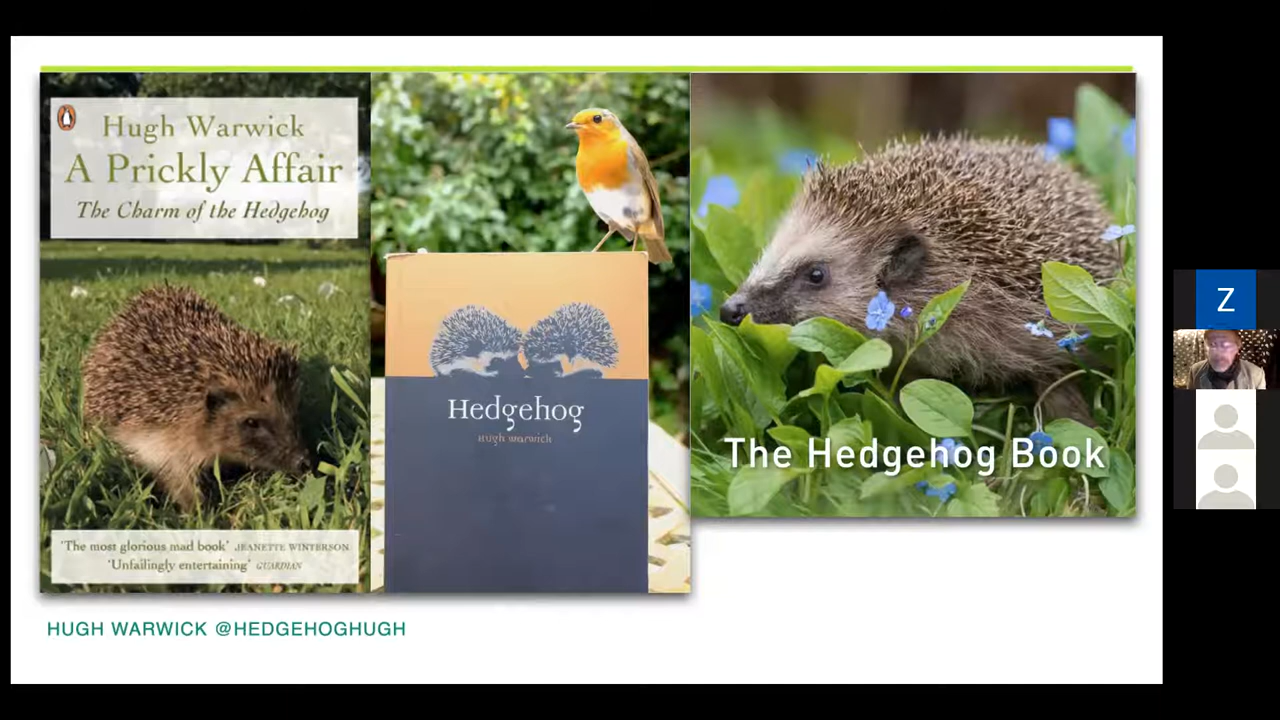 Hugh Warwick
A Prickly Affair
The Charm of the Hedgehog
'The most glorious mad book' JEANETTE WINTERSON
'Unfailingly entertaining' GUARDIAN
Hedgehog
Hugh warwick
The Hedgehog Book
HUGH WARWICK @HEDGEHOGHUGH
Z